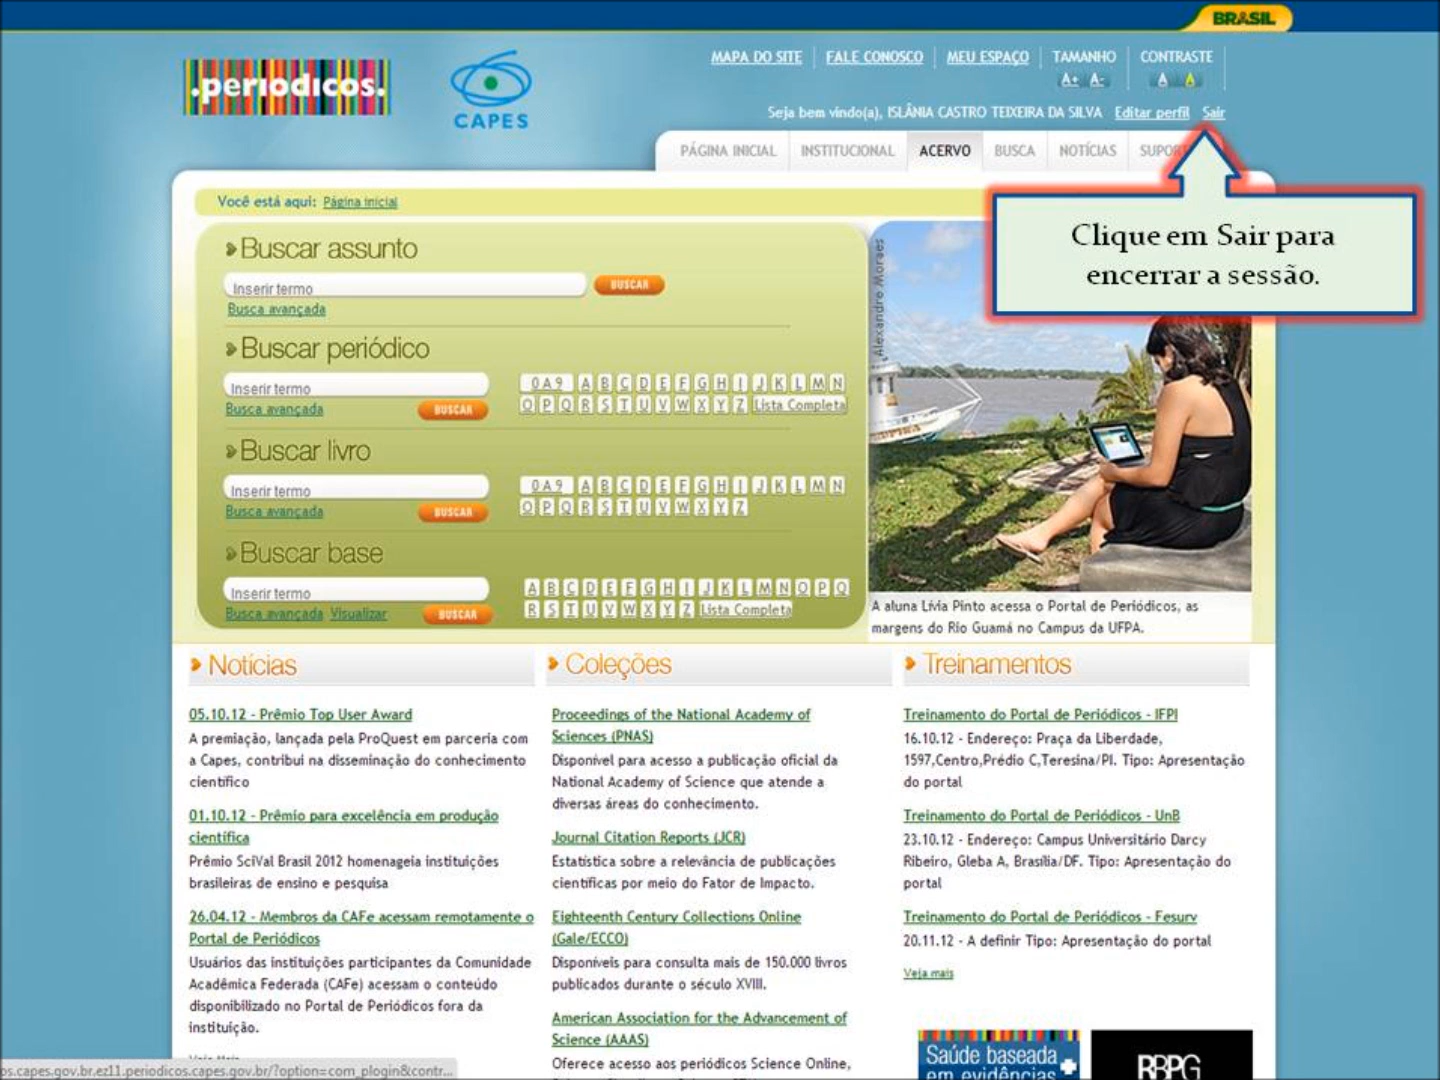 BRASIL
.periodicos.
CAPES
MAPA DO SITE
FALE CONOSCO
MEU ESPAÇO
TAMANHO
A+ A-
CONTRASTE
A A
Seja bem vindo(a), ISLÂNIA CASTRO TEIXEIRA DA SILVA Editar perfil Sair
PÁGINA INICIAL
INSTITUCIONAL
ACERVO
BUSCA
NOTÍCIAS
Clique em Sair para
encerrar a sessão.
Você está aqui: Página inicial
Buscar assunto
Inserir termo
BUSCAR
Busca avançada
Buscar periódico
Inserir termo
Busca avançada
BUSCAR
0 A 9 A B C D E F G H I J K L M N
O P Q R S T U V W X Y Z Lista Completa
Buscar livro
Inserir termo
Busca avançada
BUSCAR
0 A 9 A B C D E F G H I J K L M N
O P Q R S T U V W X Y Z
Buscar base
Inserir termo
Busca avançada Visualizar
BUSCAR
A B C D E F G H I J K L M N O P Q
R S T U V W X Y Z Lista Completa
Alexandre Moraes
A aluna Lívia Pinto acessa o Portal de Periódicos, as
margens do Rio Guamá no Campus da UFPA.
Notícias
05.10.12 - Prêmio Top User Award
A premiação, lançada pela ProQuest em parceria com
a Capes, contribui na disseminação do conhecimento
científico
01.10.12 - Prêmio para excelência em produção
científica
Prêmio SciVal Brasil 2012 homenageia instituições
brasileiras de ensino e pesquisa
26.04.12 - Membros da CAFe acessam remotamente o
Portal de Periódicos
Usuários das instituições participantes da Comunidade
Acadêmica Federada (CAFe) acessam o conteúdo
disponibilizado no Portal de Periódicos fora da
instituição.
Coleções
Proceedings of the National Academy of
Sciences (PNAS)
Disponível para acesso a publicação oficial da
National Academy of Science que atende a
diversas áreas do conhecimento.
Journal Citation Reports (JCR)
Estatística sobre a relevância de publicações
científicas por meio do Fator de Impacto.
Eighteenth Century Collections Online
(Gale/ECCO)
Disponíveis para consulta mais de 150.000 livros
publicados durante o século XVIII.
American Association for the Advancement of
Science (AAAS)
Oferece acesso aos periódicos Science Online,
Treinamentos
Treinamento do Portal de Periódicos - IFPI
16.10.12 - Endereço: Praça da Liberdade,
1597,Centro,Prédio C,Teresina/PI. Tipo: Apresentação
do portal
Treinamento do Portal de Periódicos - UnB
23.10.12 - Endereço: Campus Universitário Darcy
Ribeiro, Gleba A, Brasília/DF. Tipo: Apresentação do
portal
Treinamento do Portal de Periódicos - Fesurv
20.11.12 - A definir Tipo: Apresentação do portal
Veja mais
Saúde baseada
em evidências
RBPG
os.capes.gov.br.ez11.periodicos.capes.gov.br/?option=com_plogin&contr...